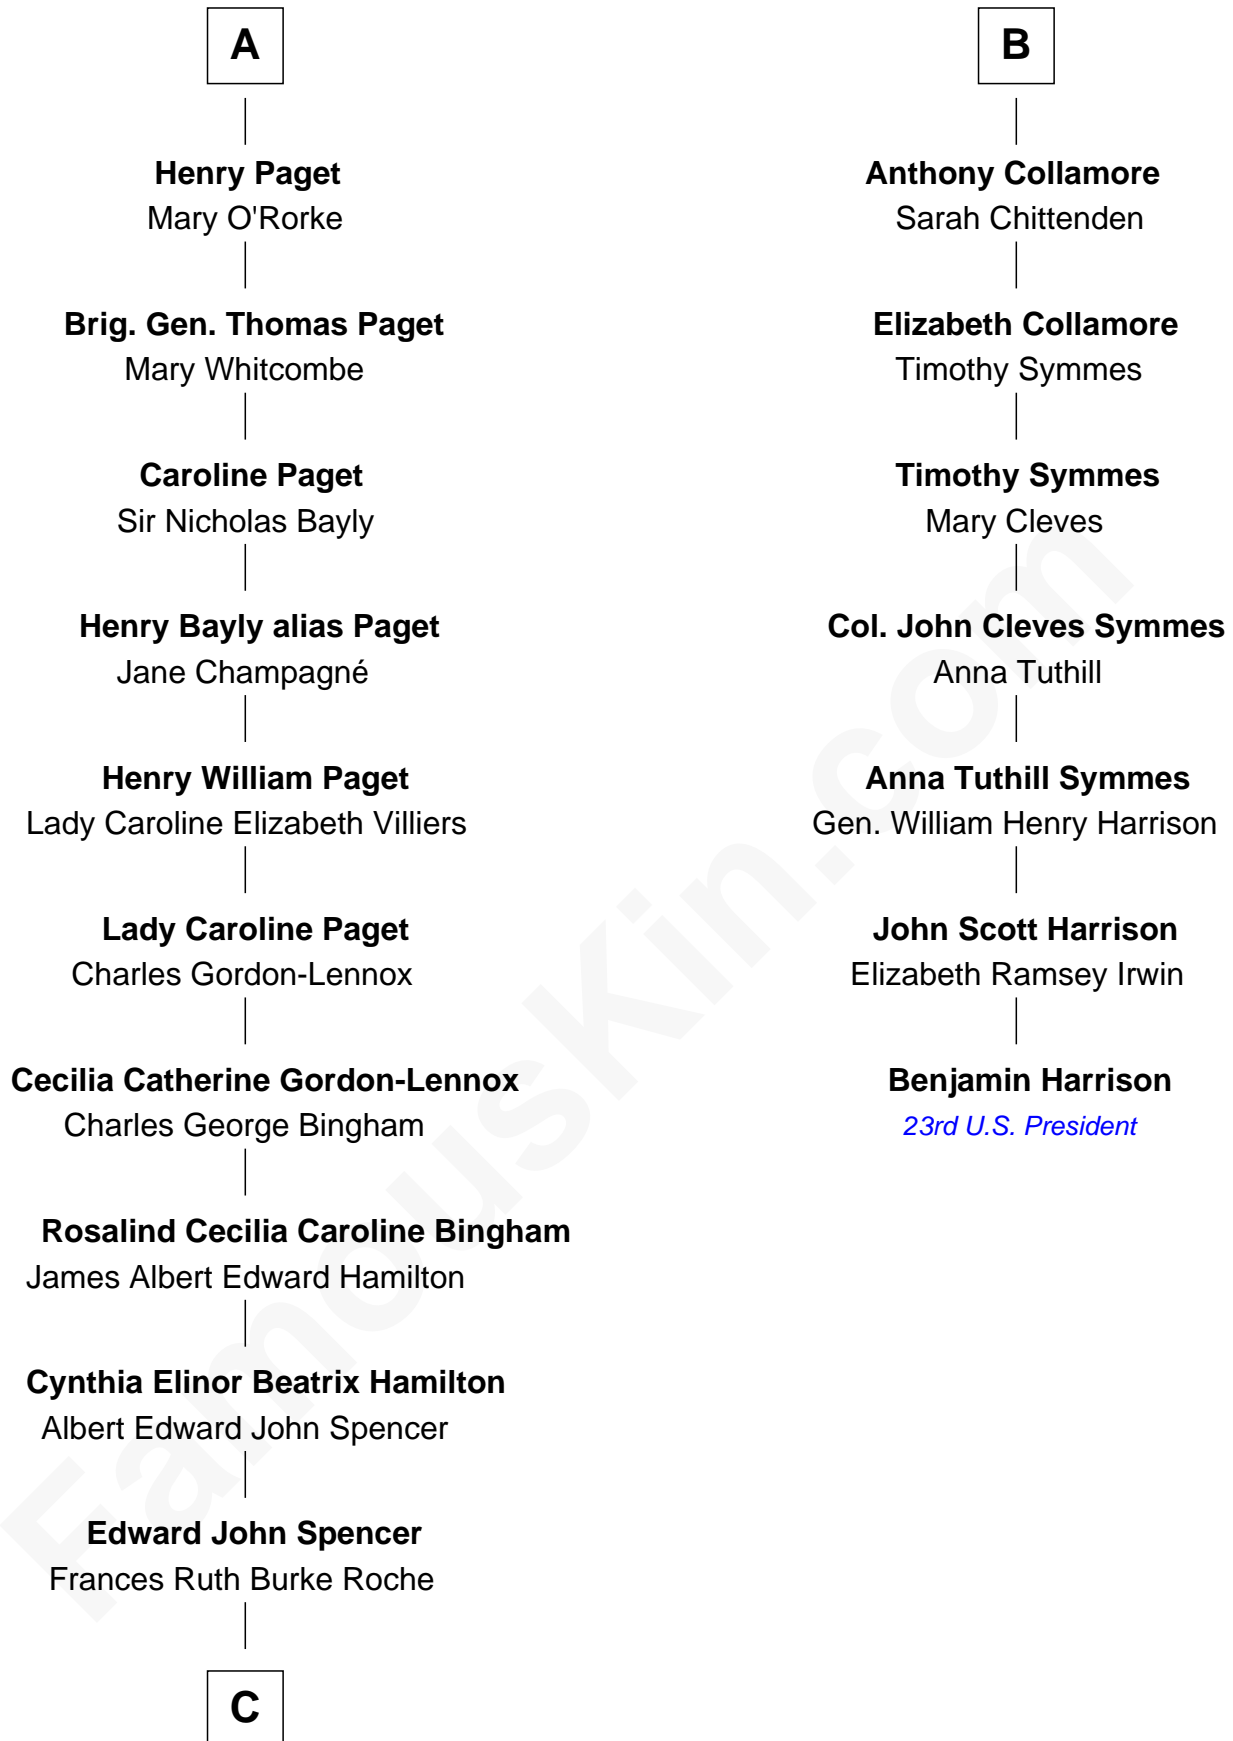 A
Henry Paget
Mary O'Rorke
Brig. Gen. Thomas Paget
Mary Whitcombe
Caroline Paget
Sir Nicholas Bayly
Henry Bayly alias Paget
Jane Champagné
Henry William Paget
Lady Caroline Elizabeth Villiers
Lady Caroline Paget
Charles Gordon-Lennox
Cecilia Catherine Gordon-Lennox
Charles George Bingham
Rosalind Cecilia Caroline Bingham
James Albert Edward Hamilton
Cynthia Elinor Beatrix Hamilton
Albert Edward John Spencer
Edward John Spencer
Frances Ruth Burke Roche
C
B
Anthony Collamore
Sarah Chittenden
Elizabeth Collamore
Timothy Symmes
Timothy Symmes
Mary Cleves
Col. John Cleves Symmes
Anna Tuthill
Anna Tuthill Symmes
Gen. William Henry Harrison
John Scott Harrison
Elizabeth Ramsey Irwin
Benjamin Harrison
23rd U.S. President
FamousKin.com